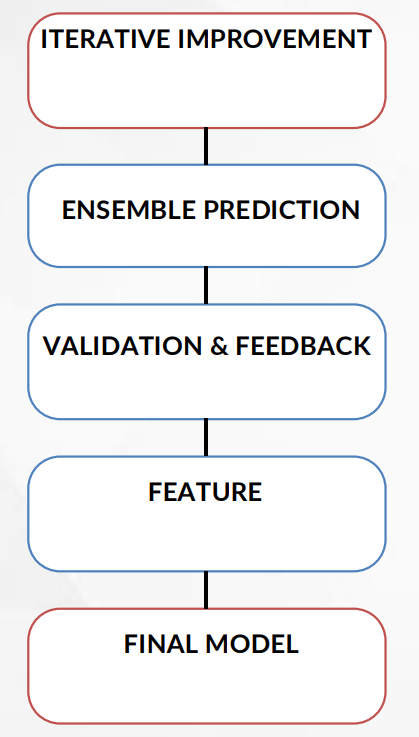 ITERATIVE IMPROVEMENT
ENSEMBLE PREDICTION
VALIDATION & FEEDBACK
FEATURE
FINAL MODEL